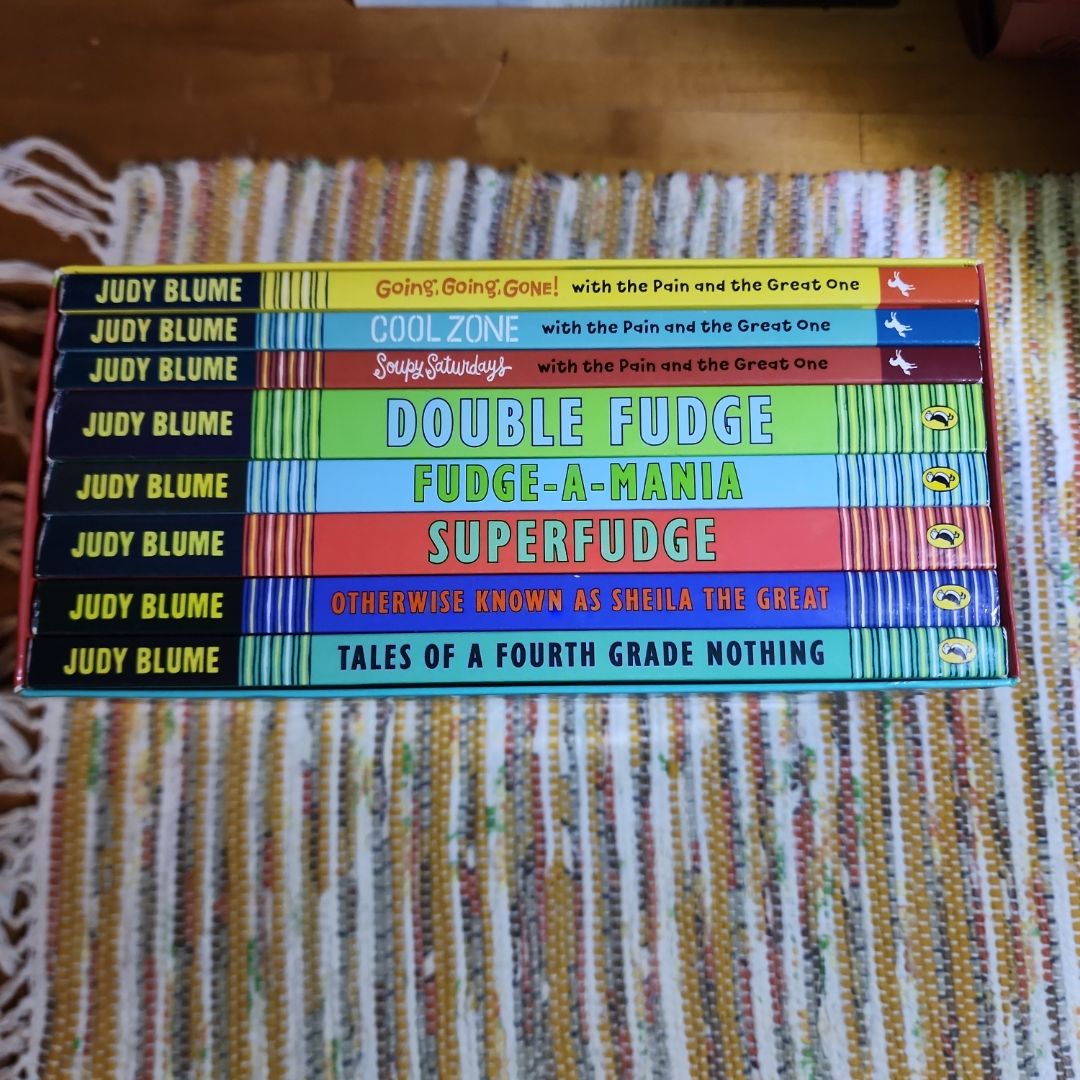 JUDY BLUME Going, Going, GONE! with the Pain and the Great One
JUDY BLUME COOL ZONE with the Pain and the Great One
JUDY BLUME Soupy Saturdays with the Pain and the Great One
JUDY BLUME DOUBLE FUDGE
JUDY BLUME FUDGE-A-MANIA
JUDY BLUME SUPERFUDGE
JUDY BLUME OTHERWISE KNOWN AS SHEILA THE GREAT
JUDY BLUME TALES OF A FOURTH GRADE NOTHING